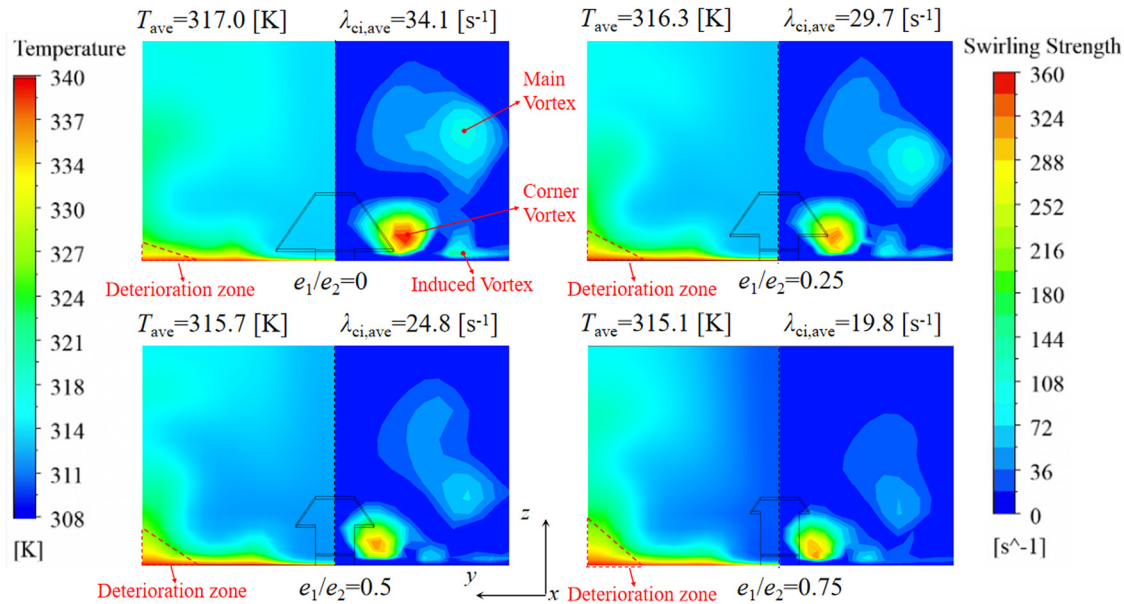 T_ave=317.0 [K]
λ_ci,ave=34.1 [s⁻¹]
T_ave=316.3 [K]
λ_ci,ave=29.7 [s⁻¹]
Temperature
340
337
334
330
327
324
321
318
314
311
308
[K]
Main
Vortex
Corner
Vortex
Induced Vortex
Deterioration zone
e₁/e₂=0
Deterioration zone
e₁/e₂=0.25
Swirling Strength
360
324
288
252
216
180
144
108
72
36
0
[s^-1]
T_ave=315.7 [K]
λ_ci,ave=24.8 [s⁻¹]
T_ave=315.1 [K]
λ_ci,ave=19.8 [s⁻¹]
z
y
x
Deterioration zone
e₁/e₂=0.5
Deterioration zone
e₁/e₂=0.75